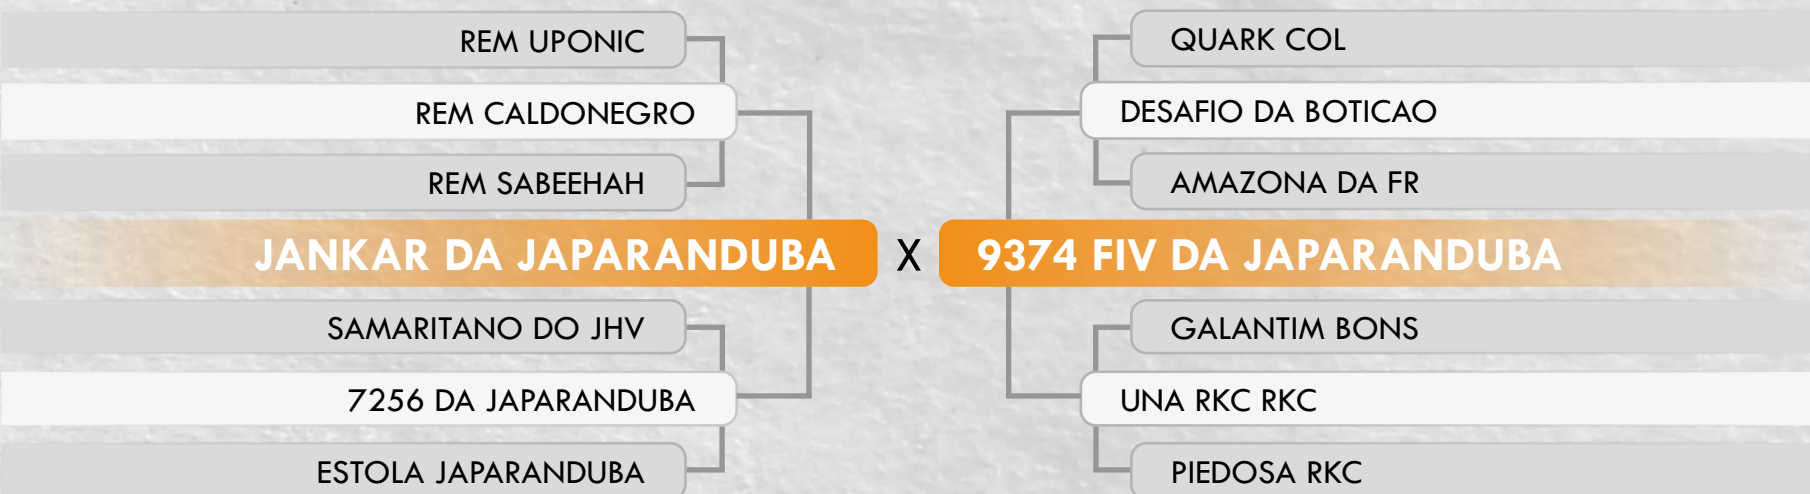 REM UPONIC
REM CALDONEGRO
REM SABEEHAH
JANKAR DA JAPARANDUBA
SAMARITANO DO JHV
7256 DA JAPARANDUBA
ESTOLA JAPARANDUBA
X
QUARK COL
DESAFIO DA BOTICAO
AMAZONA DA FR
9374 FIV DA JAPARANDUBA
GALANTIM BONS
UNA RKC RKC
PIEDOSA RKC